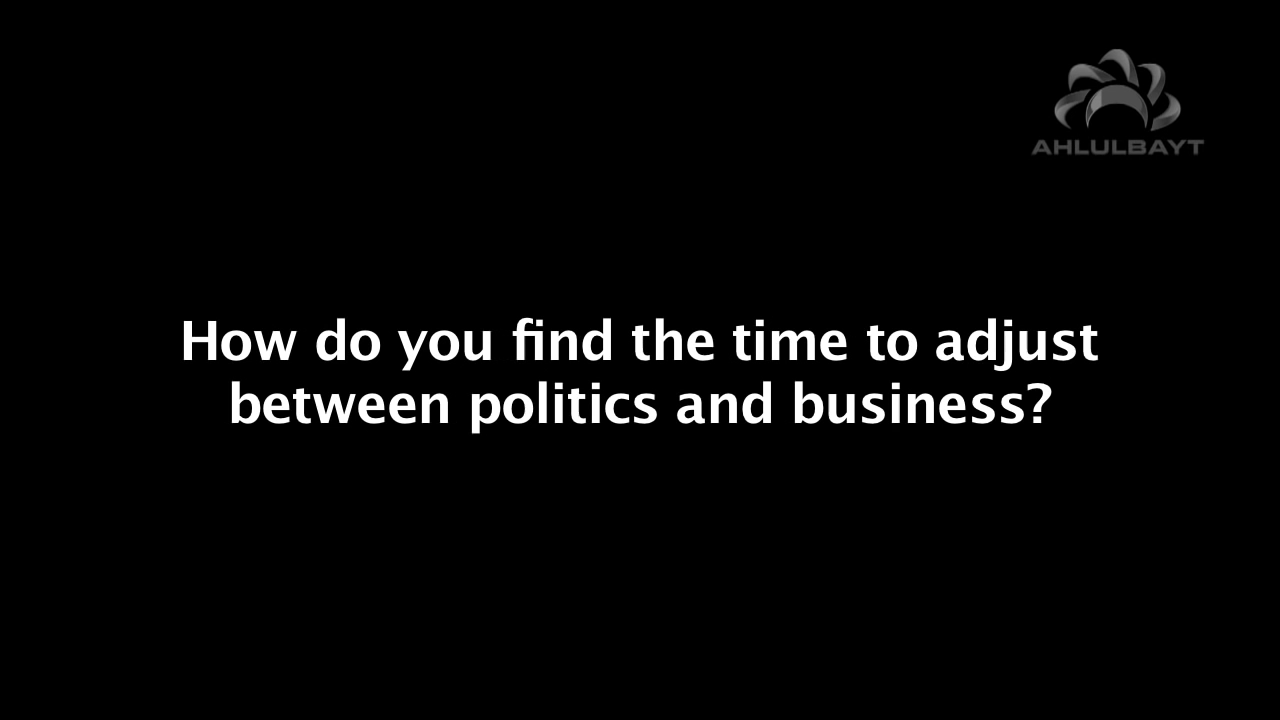 AHLULBAYT
How do you find the time to adjust
between politics and business?